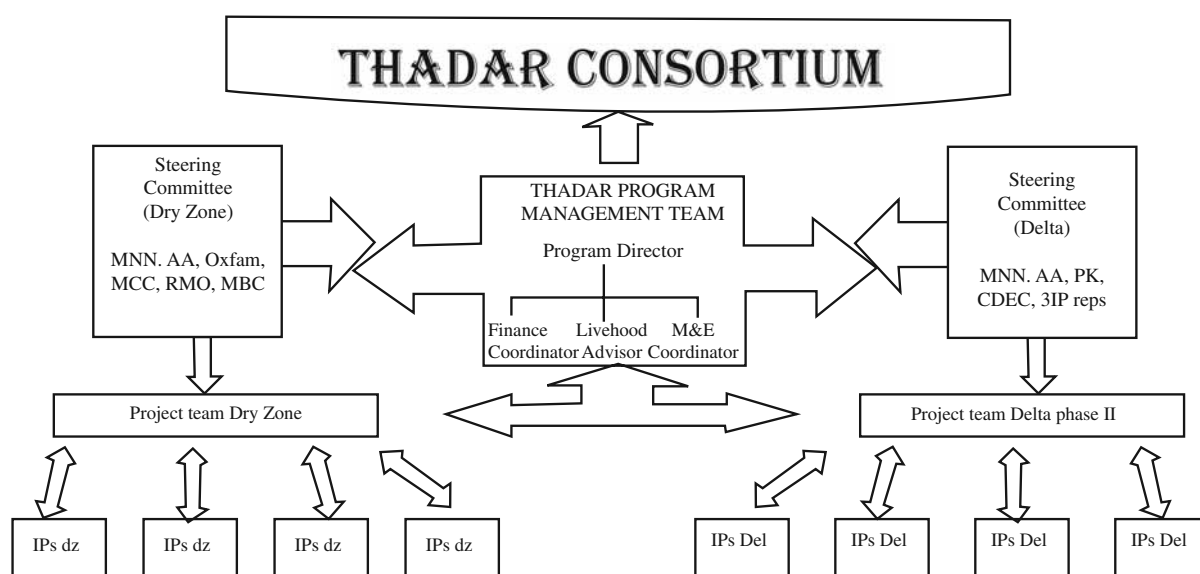 THADAR CONSORTIUM
Steering
Committee
(Dry Zone)
MNN. AA, Oxfam,
MCC, RMO, MBC
THADAR PROGRAM
MANAGEMENT TEAM
Program Director
Finance
Coordinator
Livehood
Advisor
M&E
Coordinator
Steering
Committee
(Delta)
MNN. AA, PK,
CDEC, 3IP reps
Project team Dry Zone
Project team Delta phase II
IPs dz
IPs dz
IPs dz
IPs dz
IPs Del
IPs Del
IPs Del
IPs Del